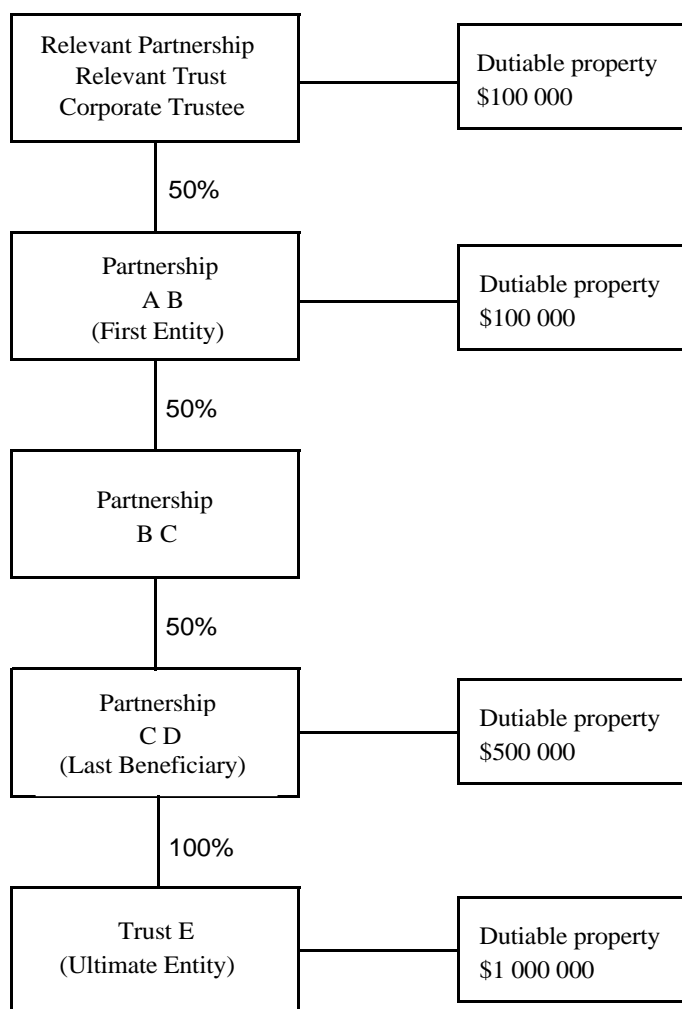 Relevant Partnership
Relevant Trust
Corporate Trustee
Dutiable property
$100 000
50%
Partnership
A B
(First Entity)
Dutiable property
$100 000
50%
Partnership
B C
50%
Partnership
C D
(Last Beneficiary)
Dutiable property
$500 000
100%
Trust E
(Ultimate Entity)
Dutiable property
$1 000 000